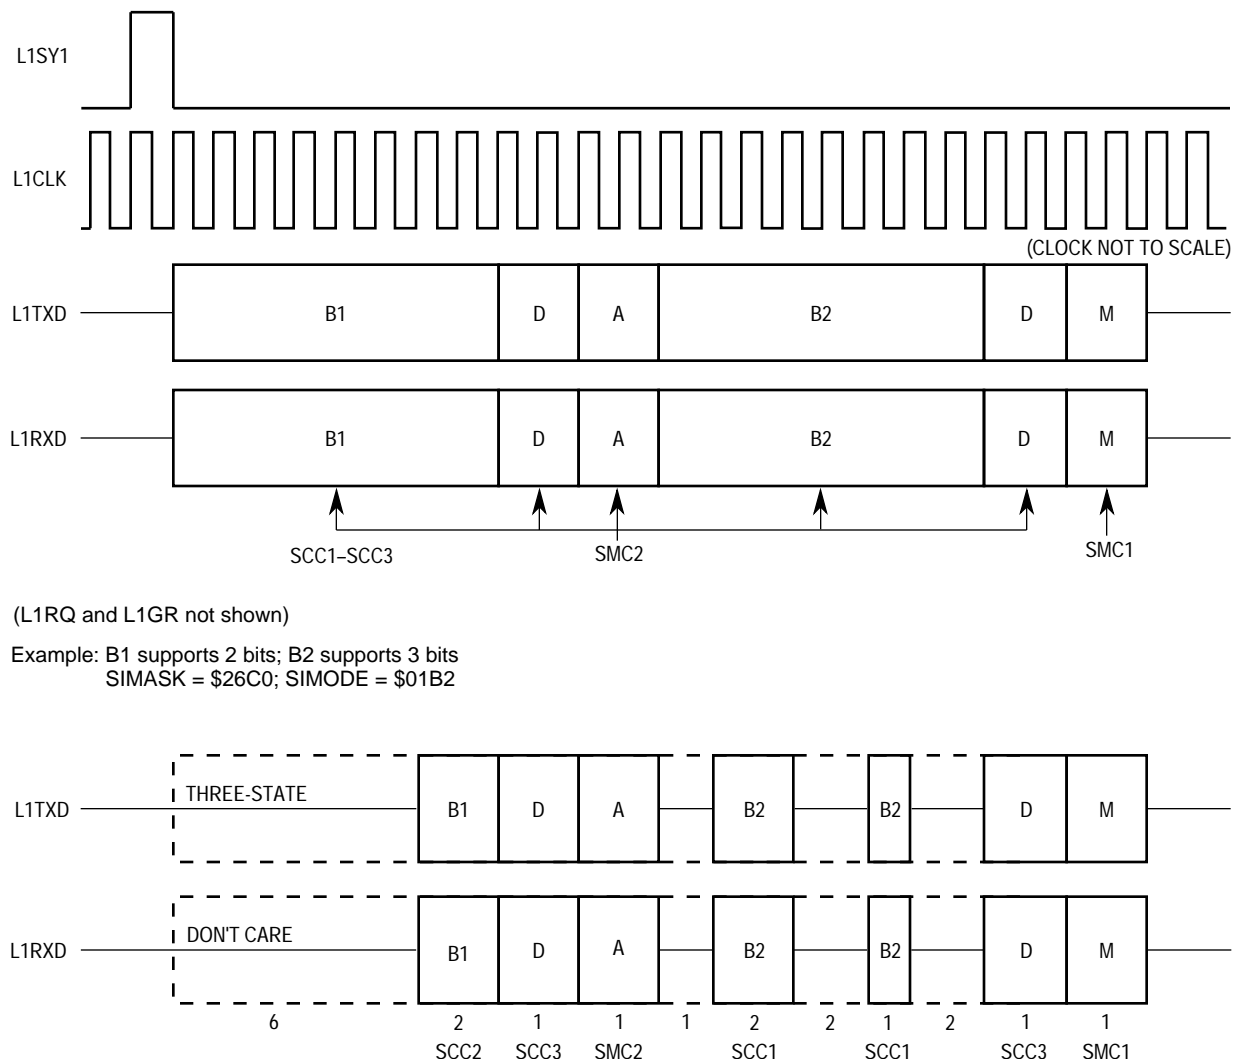 L1SY1
L1CLK
(CLOCK NOT TO SCALE)
L1TXD B1 D A B2 D M
L1RXD B1 D A B2 D M
SCC1–SCC3 SMC2 SMC1
(L1RQ and L1GR not shown)
Example: B1 supports 2 bits; B2 supports 3 bits
SIMASK = $26C0; SIMODE = $01B2
L1TXD THREE-STATE B1 D A B2 B2 D M
L1RXD DON'T CARE B1 D A B2 B2 D M
6 2 1 1 1 2 2 1 2 1 1
SCC2 SCC3 SMC2 SCC1 SCC1 SCC3 SMC1